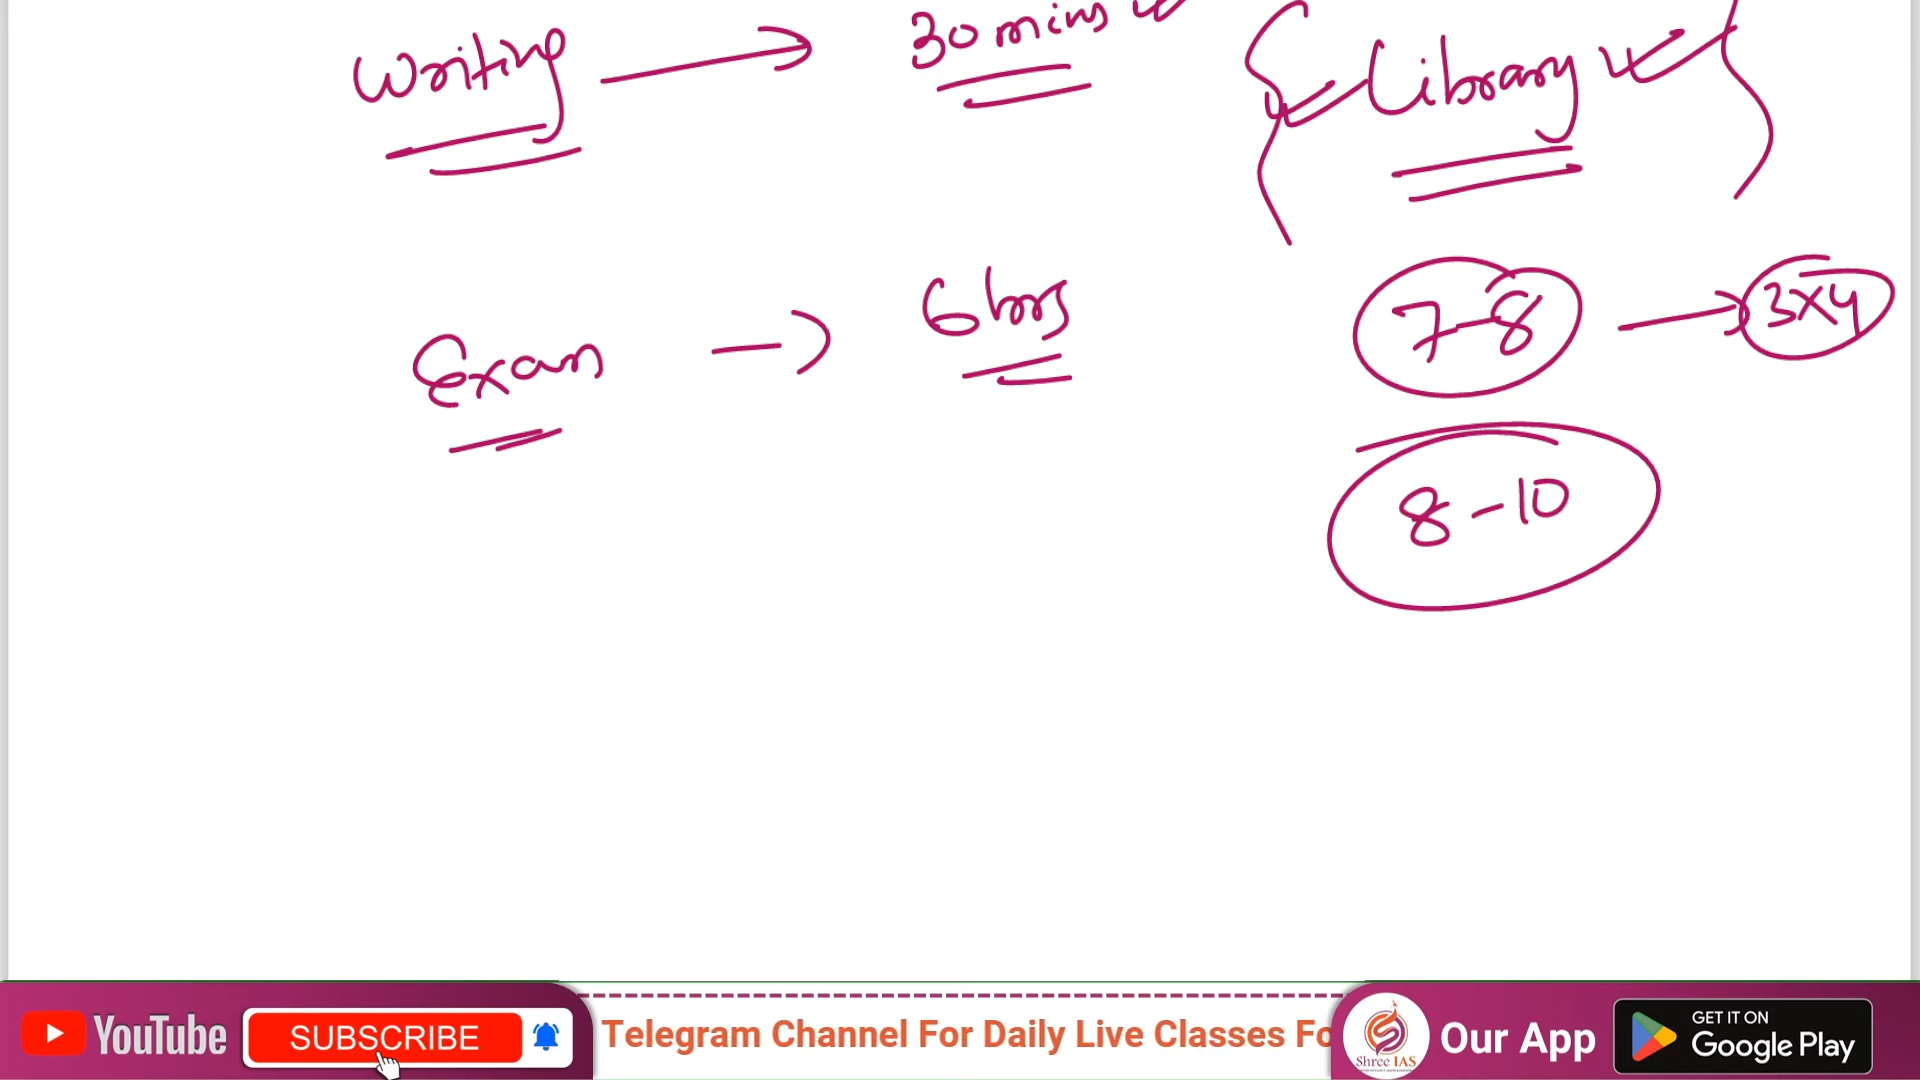 Writing → 30 mins
Library
Exam → 6 hrs
7-8 → 3x4
8-10
YouTube
SUBSCRIBE
Telegram Channel For Daily Live Classes Fo
Shree IAS
Our App
GET IT ON
Google Play